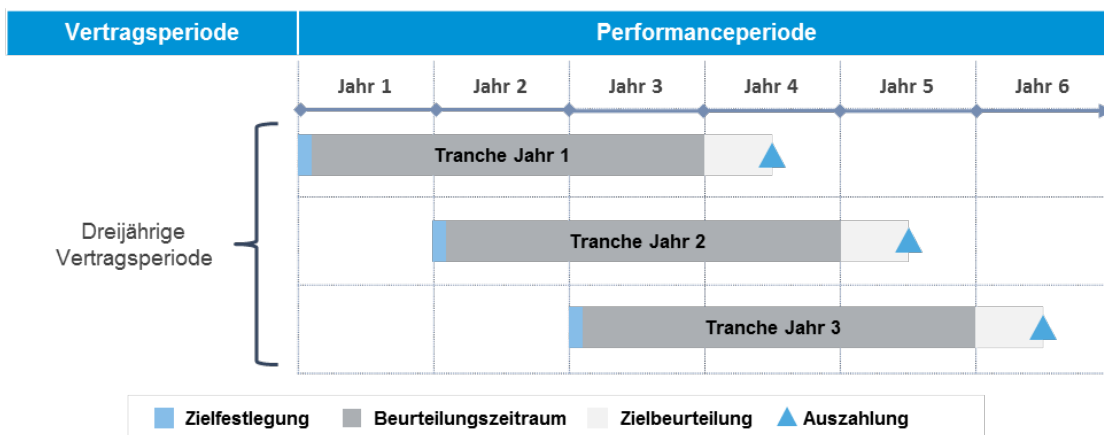 Vertragsperiode Performanceperiode
Jahr 1 Jahr 2 Jahr 3 Jahr 4 Jahr 5 Jahr 6
Tranche Jahr 1
Dreijährige
Vertragsperiode
Tranche Jahr 2
Tranche Jahr 3
Zielfestlegung Beurteilungszeitraum Zielbeurteilung Auszahlung